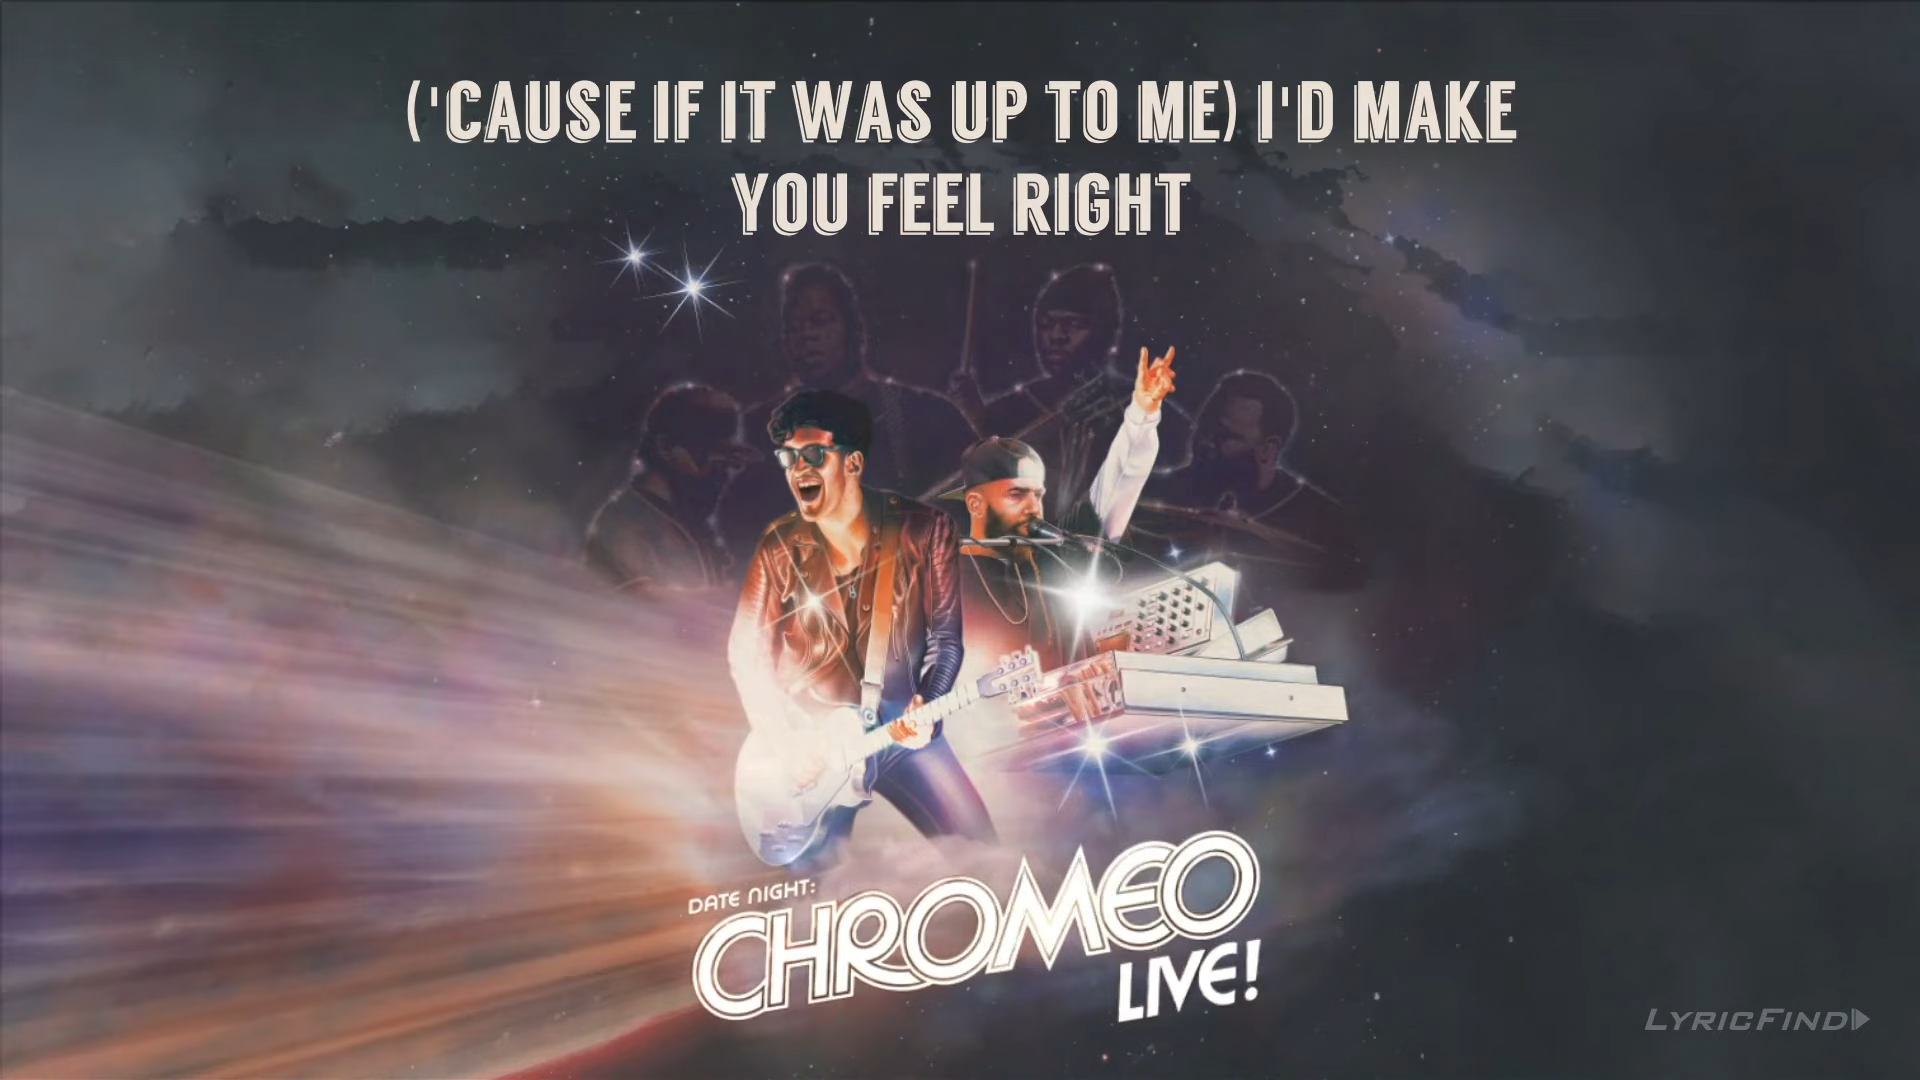 ('CAUSE IF IT WAS UP TO ME) I'D MAKE
YOU FEEL RIGHT
DATE NIGHT:
CHROMEO
LIVE!
LYRICFIND